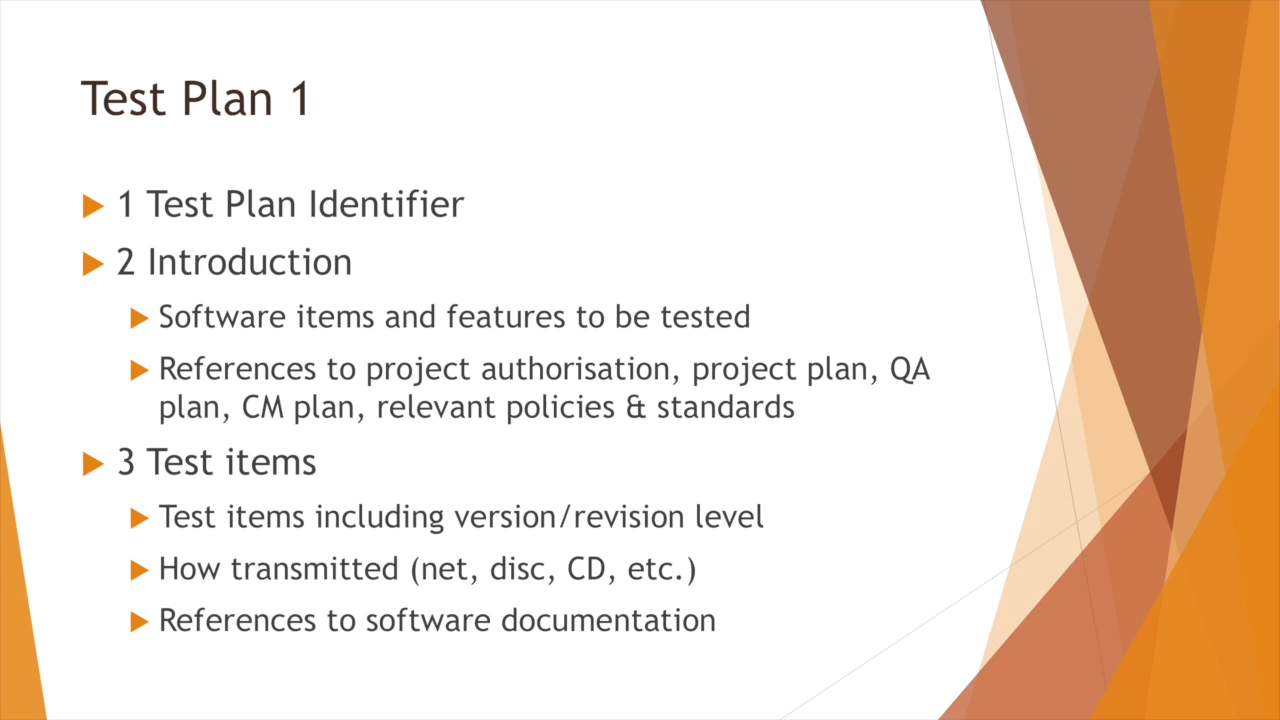 Test Plan 1
1 Test Plan Identifier
2 Introduction
Software items and features to be tested
References to project authorisation, project plan, QA
plan, CM plan, relevant policies & standards
3 Test items
Test items including version/revision level
How transmitted (net, disc, CD, etc.)
References to software documentation